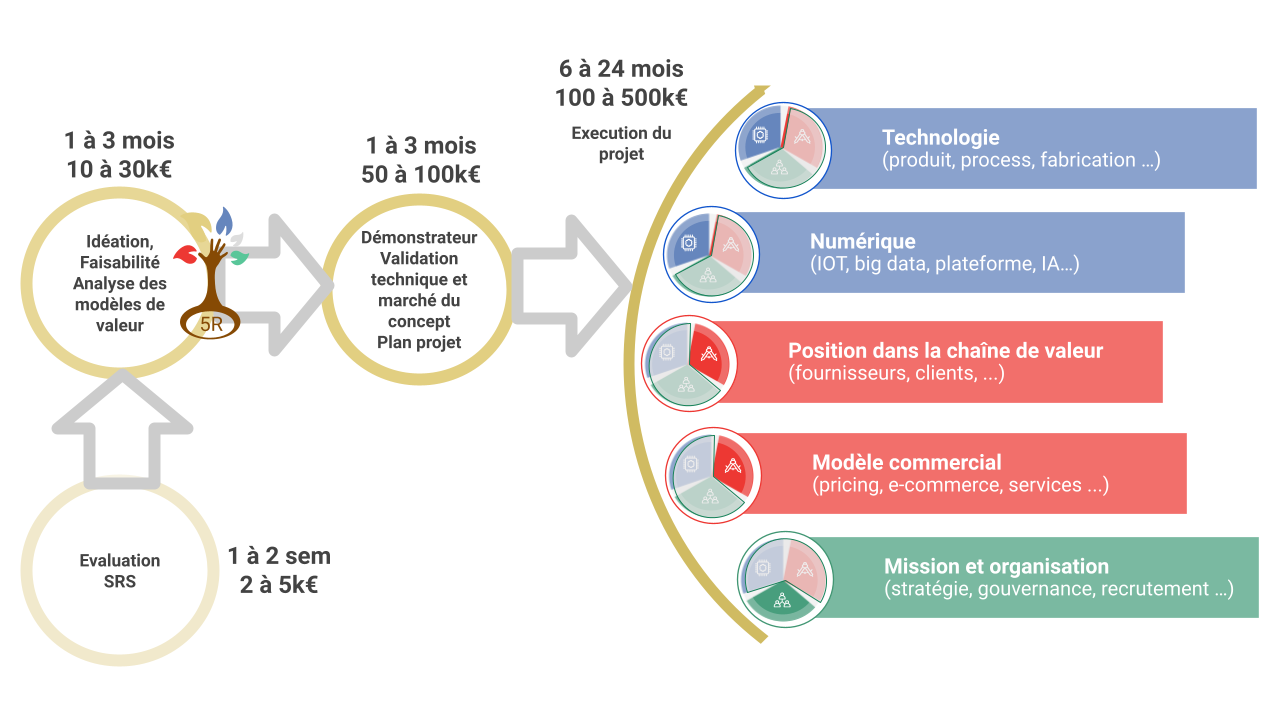 6 à 24 mois
100 à 500k€
Execution du
projet
1 à 3 mois
10 à 30k€
1 à 3 mois
50 à 100k€
Idéation,
Faisabilité
Analyse des
modèles de
valeur
5R
Démonstrateur
Validation
technique et
marché du
concept
Plan projet
Evaluation
SRS
1 à 2 sem
2 à 5k€
Technologie
(produit, process, fabrication …)
Numérique
(IOT, big data, plateforme, IA…)
Position dans la chaîne de valeur
(fournisseurs, clients, ...)
Modèle commercial
(pricing, e-commerce, services ...)
Mission et organisation
(stratégie, gouvernance, recrutement …)